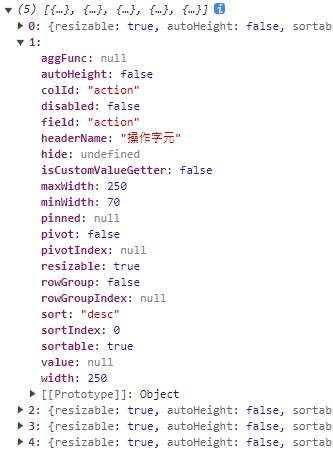 (5) [{…}, {…}, {…}, {…}, {…}] i
0: {resizable: true, autoHeight: false, sortab
1:
aggFunc: null
autoHeight: false
colId: "action"
disabled: false
field: "action"
headerName: "操作字元"
hide: undefined
isCustomValueGetter: false
maxWidth: 250
minWidth: 70
pinned: null
pivot: false
pivotIndex: null
resizable: true
rowGroup: false
rowGroupIndex: null
sort: "desc"
sortIndex: 0
sortable: true
value: null
width: 250
[[Prototype]]: Object
2: {resizable: true, autoHeight: false, sortab
3: {resizable: true, autoHeight: false, sortab
4: {resizable: true, autoHeight: false, sortab